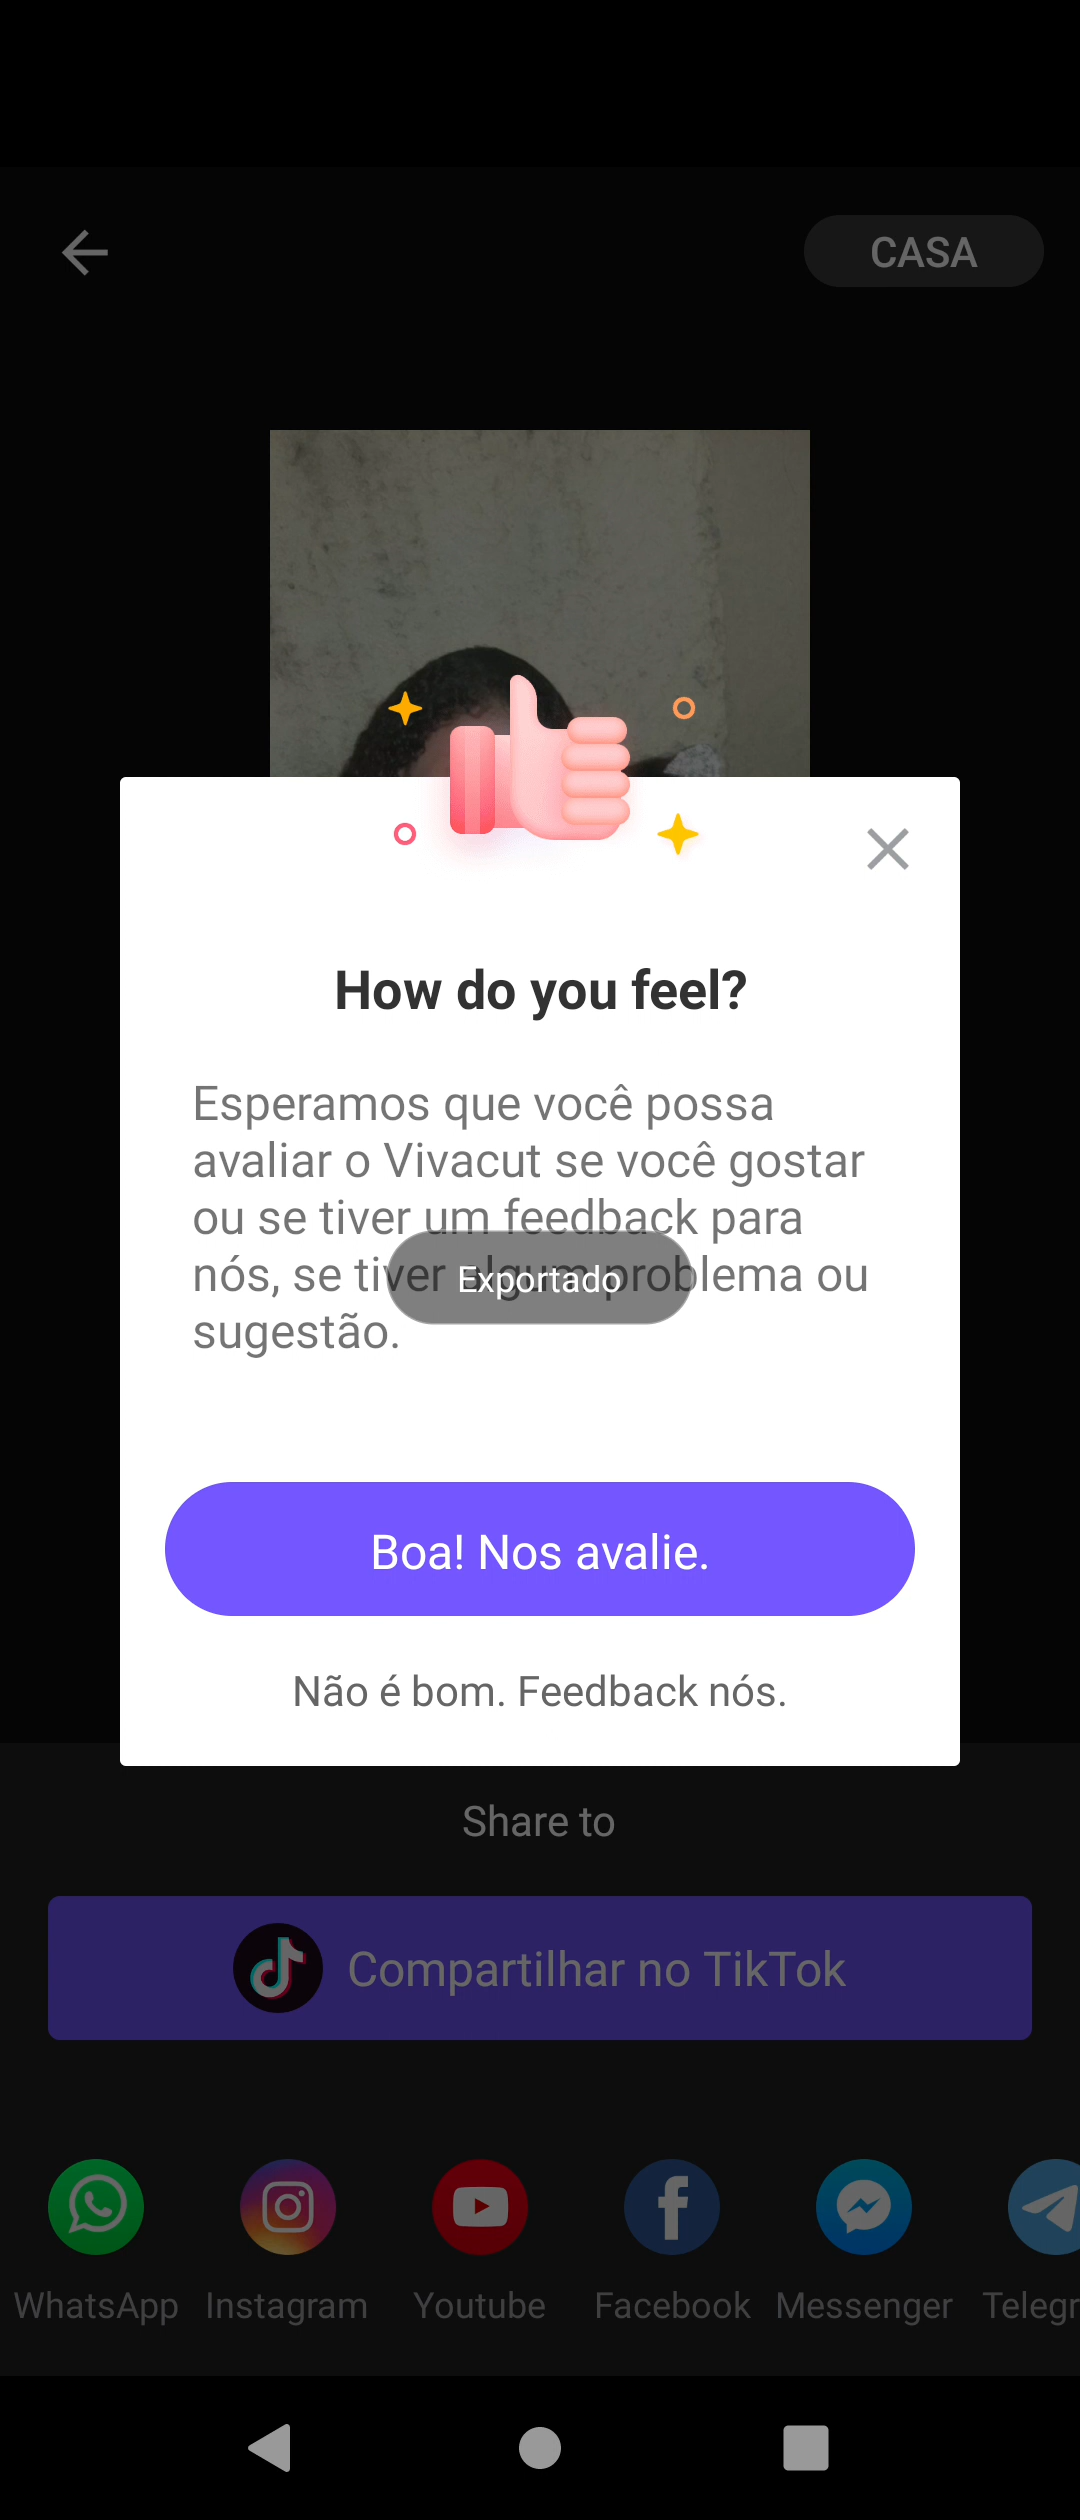 CASA
How do you feel?
Esperamos que você possa
avaliar o Vivacut se você gostar
ou se tiver um feedback para
nós, se tiver algum problema ou
Exportado
sugestão.
Boa! Nos avalie.
Não é bom. Feedback nós.
Share to
Compartilhar no TikTok
WhatsApp
Instagram
Youtube
Facebook
Messenger
Telegr